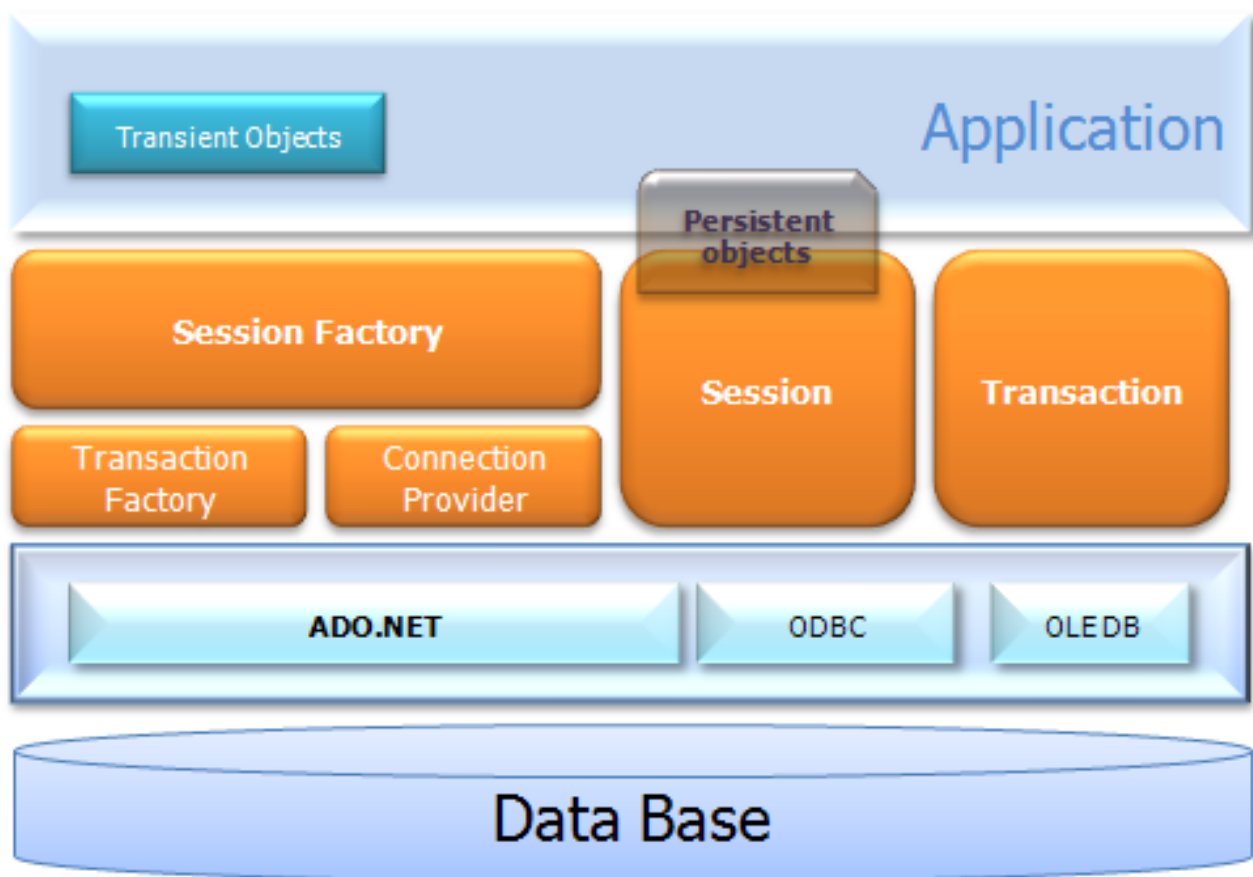 Application
Transient Objects
Persistent
objects
Session Factory
Session
Transaction
Transaction
Factory
Connection
Provider
ADO.NET
ODBC
OLEDB
Data Base